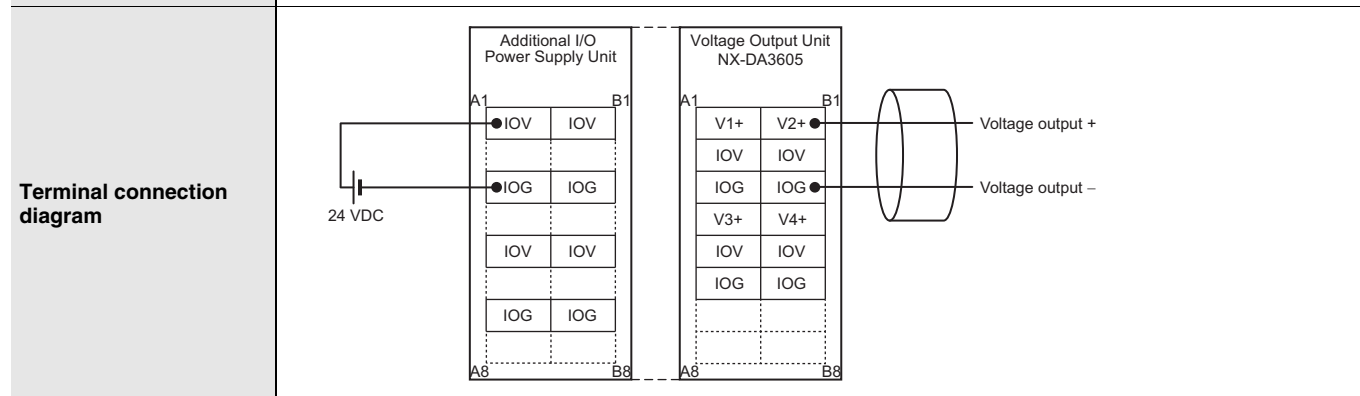 Terminal connection
diagram
24 VDC
Additional I/O
Power Supply Unit
A1 B1
IOV IOV
IOG IOG
IOV IOV
IOG IOG
A8 B8
Voltage Output Unit
NX-DA3605
A1 B1
V1+ V2+
IOV IOV
IOG IOG
V3+ V4+
IOV IOV
IOG IOG
A8 B8
Voltage output +
Voltage output –